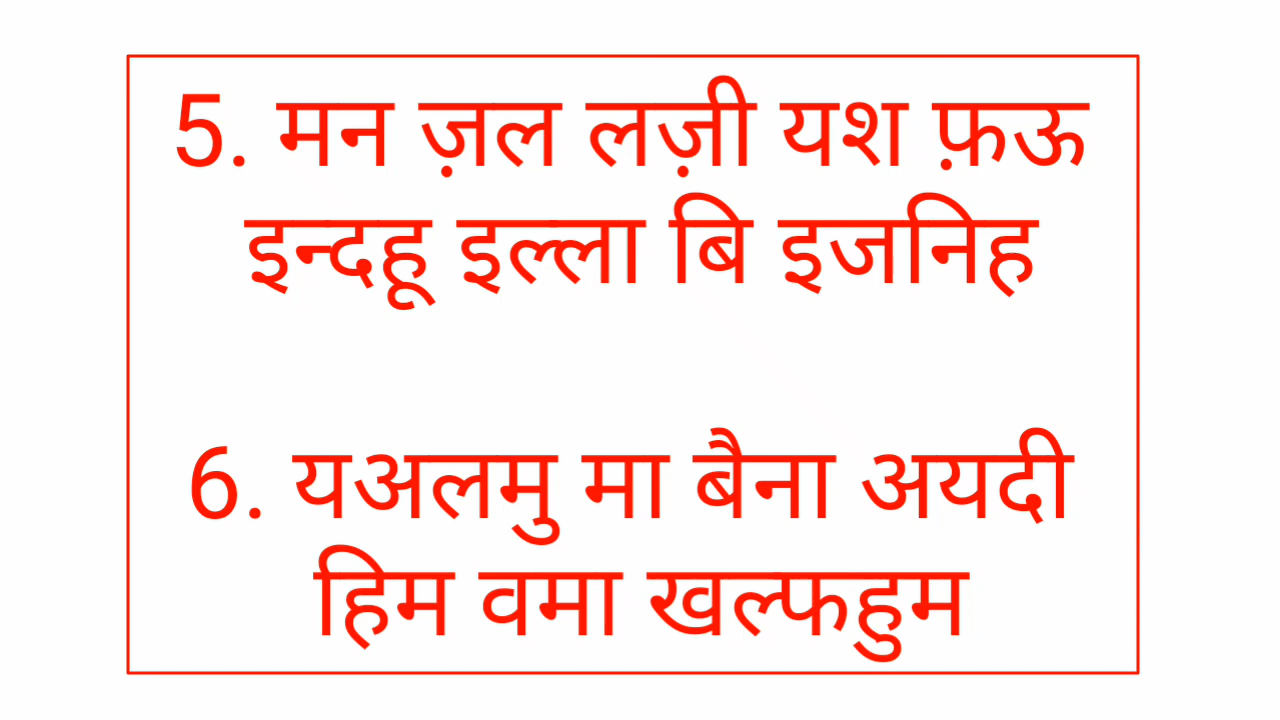 5. मन ज़ल लज़ी यश फ़ऊ
इन्दहू इल्ला बि इजनिह
6. यअलमु मा बैना अयदी
हिम वमा खल्फहुम